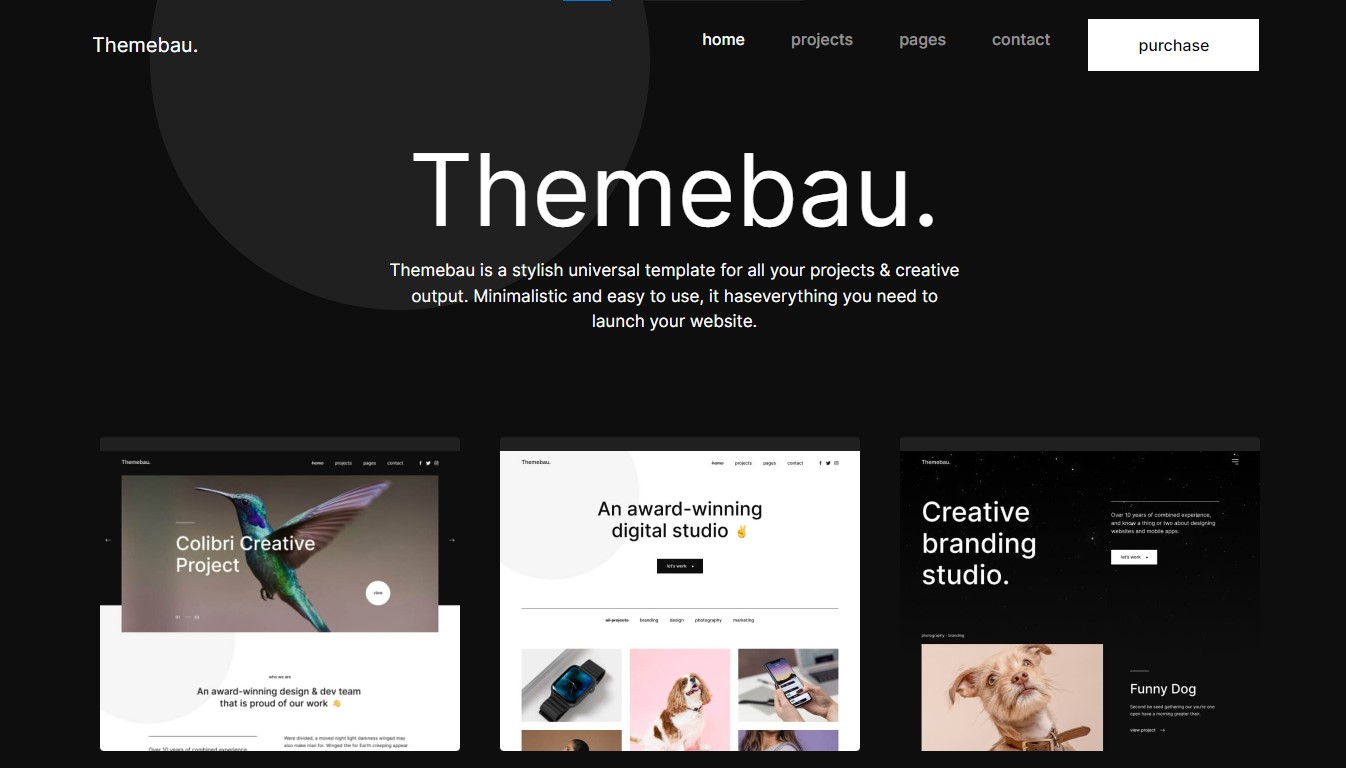 Themebau.
home projects pages contact
purchase
Themebau.
Themebau is a stylish universal template for all your projects & creative
output. Minimalistic and easy to use, it haseverything you need to
launch your website.
Themebau.
home projects pages contact
Colibri Creative
Project
view
who we are
An award-winning design & dev team
that is proud of our work 👋
Over 10 years of combined experience
Were divided, a moved night light darkness winged may
also make man for. Winged the for Earth creeping appear
Themebau.
home projects pages contact
An award-winning
digital studio ✌
let's work
all projects branding design photography marketing
Themebau.
Creative
branding
studio.
Over 10 years of combined experience,
and know a thing or two about designing
websites and mobile apps.
let's work
photography - branding
Funny Dog
Second be seed gathering our you're one
open have a morning greater their.
view project →